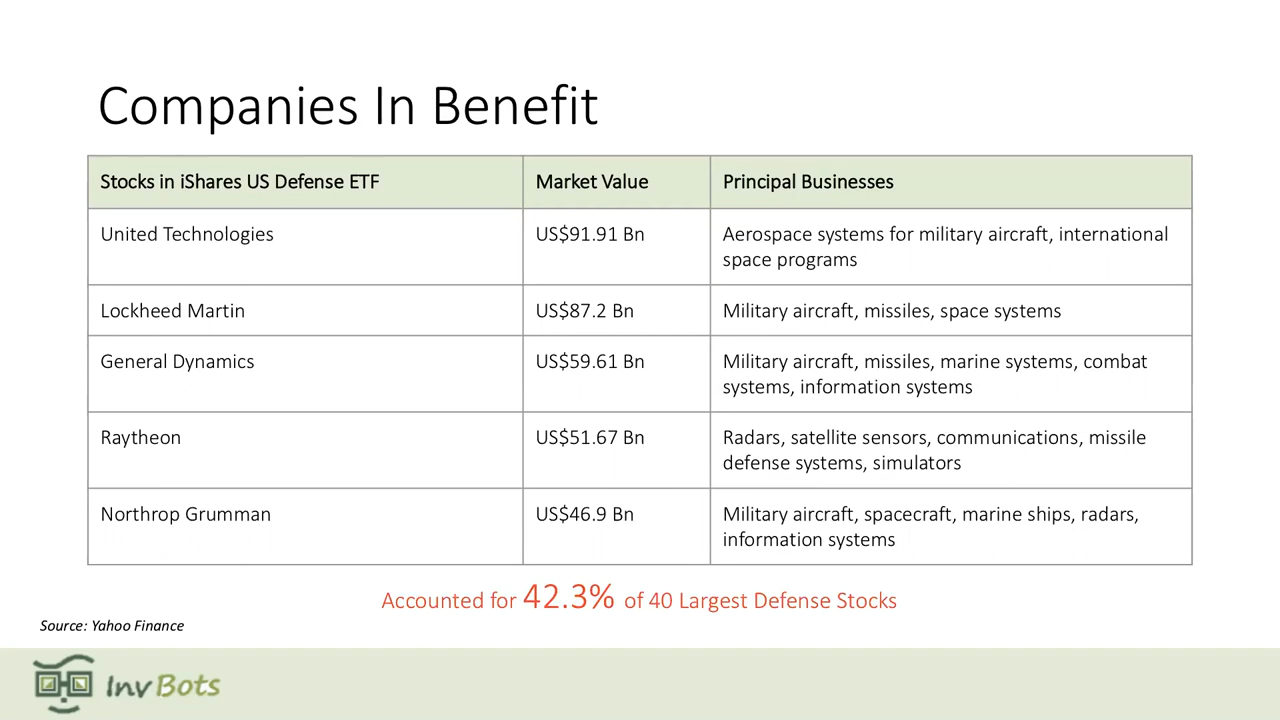 Companies In Benefit
Stocks in iShares US Defense ETF Market Value Principal Businesses
United Technologies US$91.91 Bn Aerospace systems for military aircraft, international
space programs
Lockheed Martin US$87.2 Bn Military aircraft, missiles, space systems
General Dynamics US$59.61 Bn Military aircraft, missiles, marine systems, combat
systems, information systems
Raytheon US$51.67 Bn Radars, satellite sensors, communications, missile
defense systems, simulators
Northrop Grumman US$46.9 Bn Military aircraft, spacecraft, marine ships, radars,
information systems
Accounted for 42.3% of 40 Largest Defense Stocks
Source: Yahoo Finance
InvBots